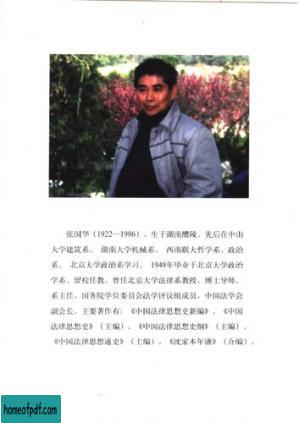 张国华（1922—1986），生于湖南醴陵。先后在中山
大学建筑系、湖南大学机械系、西南联大哲学系、政治
系、北京大学政治系学习。1949年毕业于北京大学政治
学系，留校任教。曾任北京大学法律系教授、博士导师、
系主任，国务院学位委员会法学评议组成员，中国法学会
副会长。主要著作有：《中国法律思想史新编》、《中国
法律思想史》（主编）、《中国法律思想史纲》（主编）、
《中国法律思想通史》（主编）、《沈家本年谱》（合编）。
homeofpdf.com